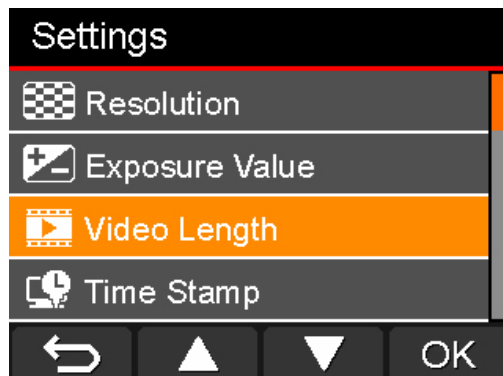 Settings
Resolution
Exposure Value
Video Length
Time Stamp
OK